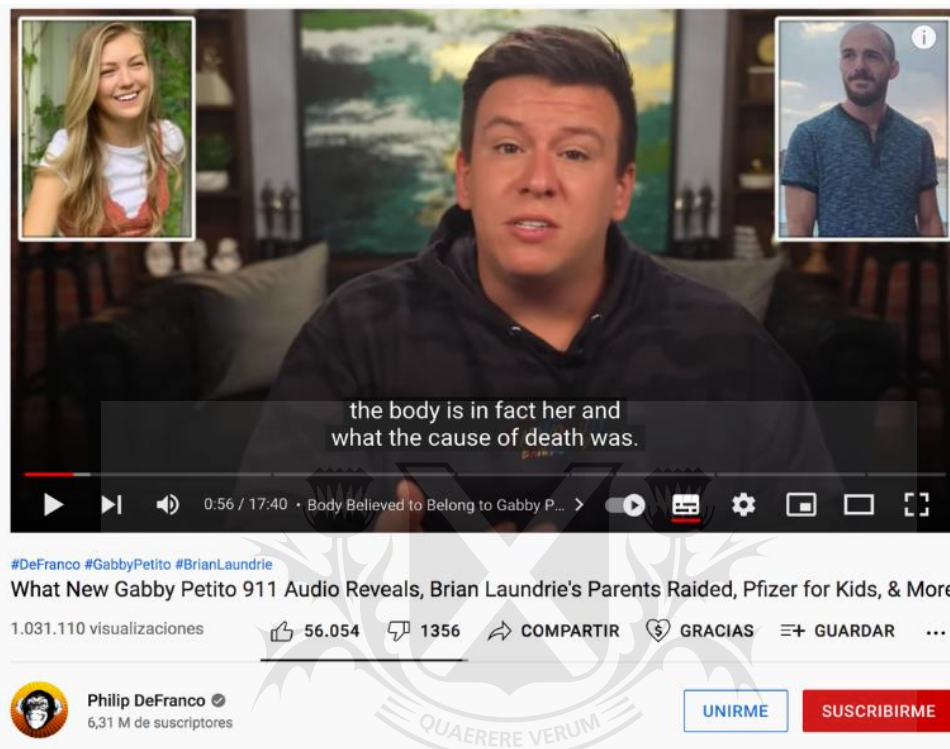 the body is in fact her and
what the cause of death was.
0:56 / 17:40 • Body Believed to Belong to Gabby P...
#DeFranco #GabbyPetito #BrianLaundrie
What New Gabby Petito 911 Audio Reveals, Brian Laundrie's Parents Raided, Pfizer for Kids, & More
1.031.110 visualizaciones 56.054 1356 COMPARTIR GRACIAS GUARDAR ...
Philip DeFranco
UNIRME SUSCRIBIRME
6,31 M de suscriptores
QUAERERE VERUM